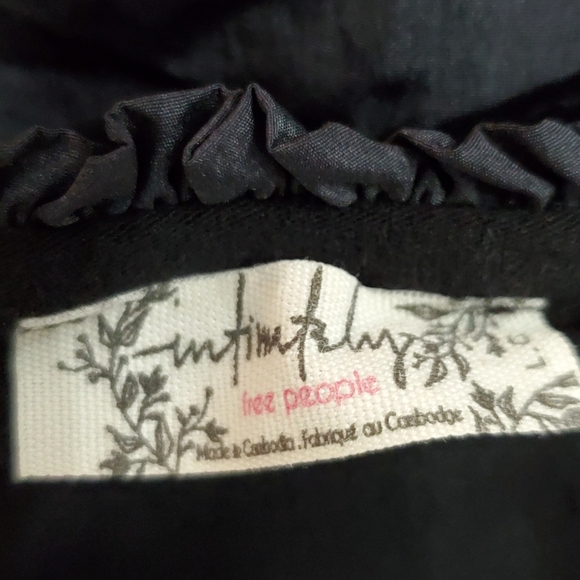 intimately
free people
Made in Cambodia . Fabriqué au Cambodge
L G